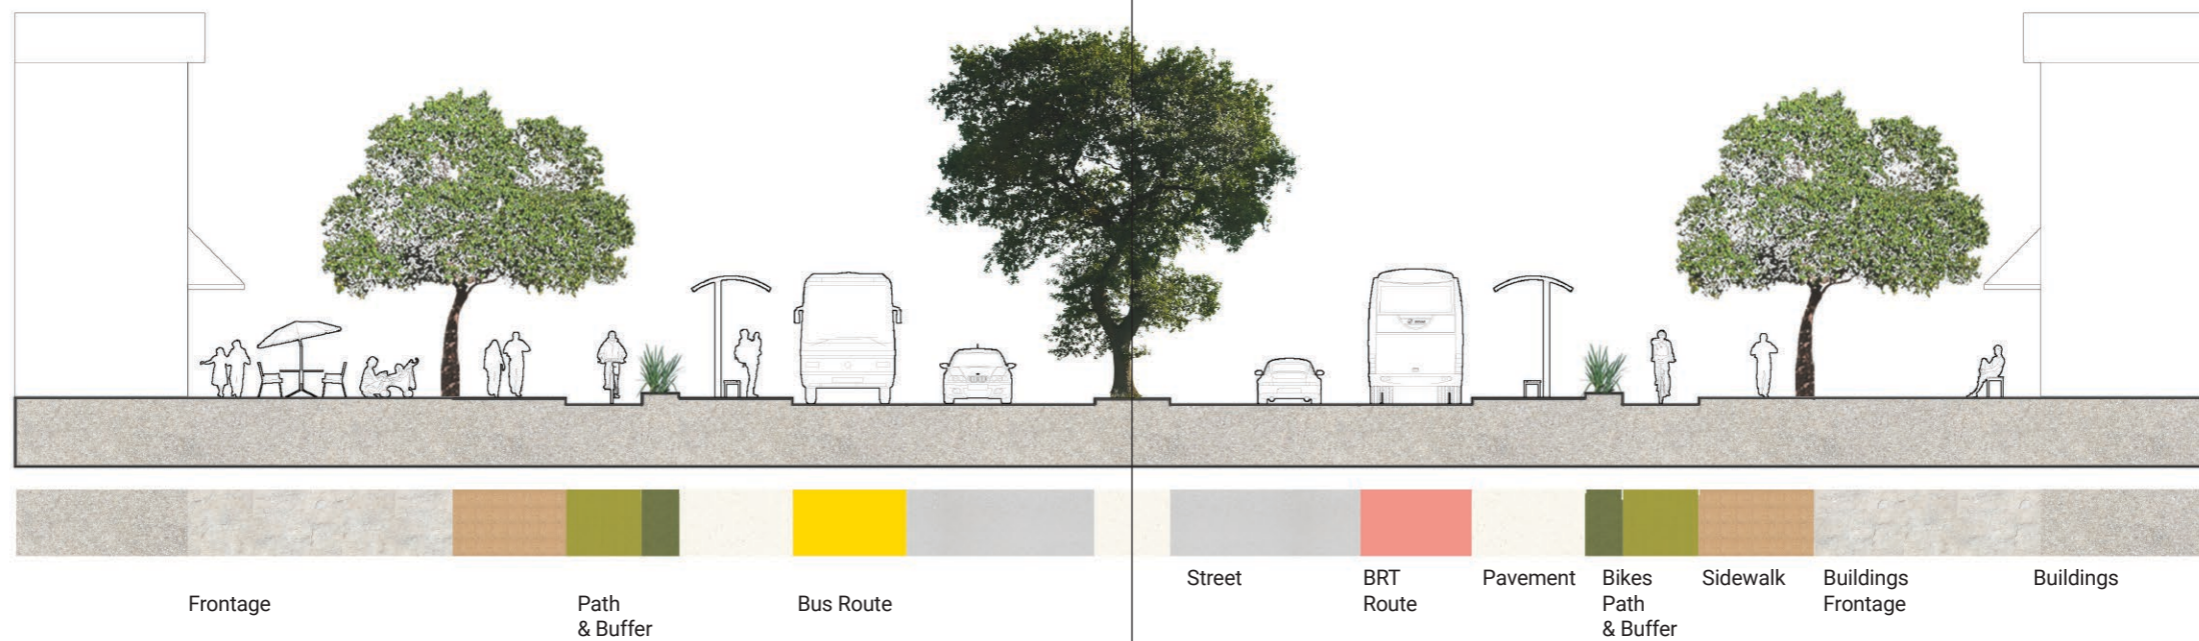 Frontage
Path
& Buffer
Bus Route
Street
BRT
Route
Pavement
Bikes
Path
& Buffer
Sidewalk
Buildings
Frontage
Buildings